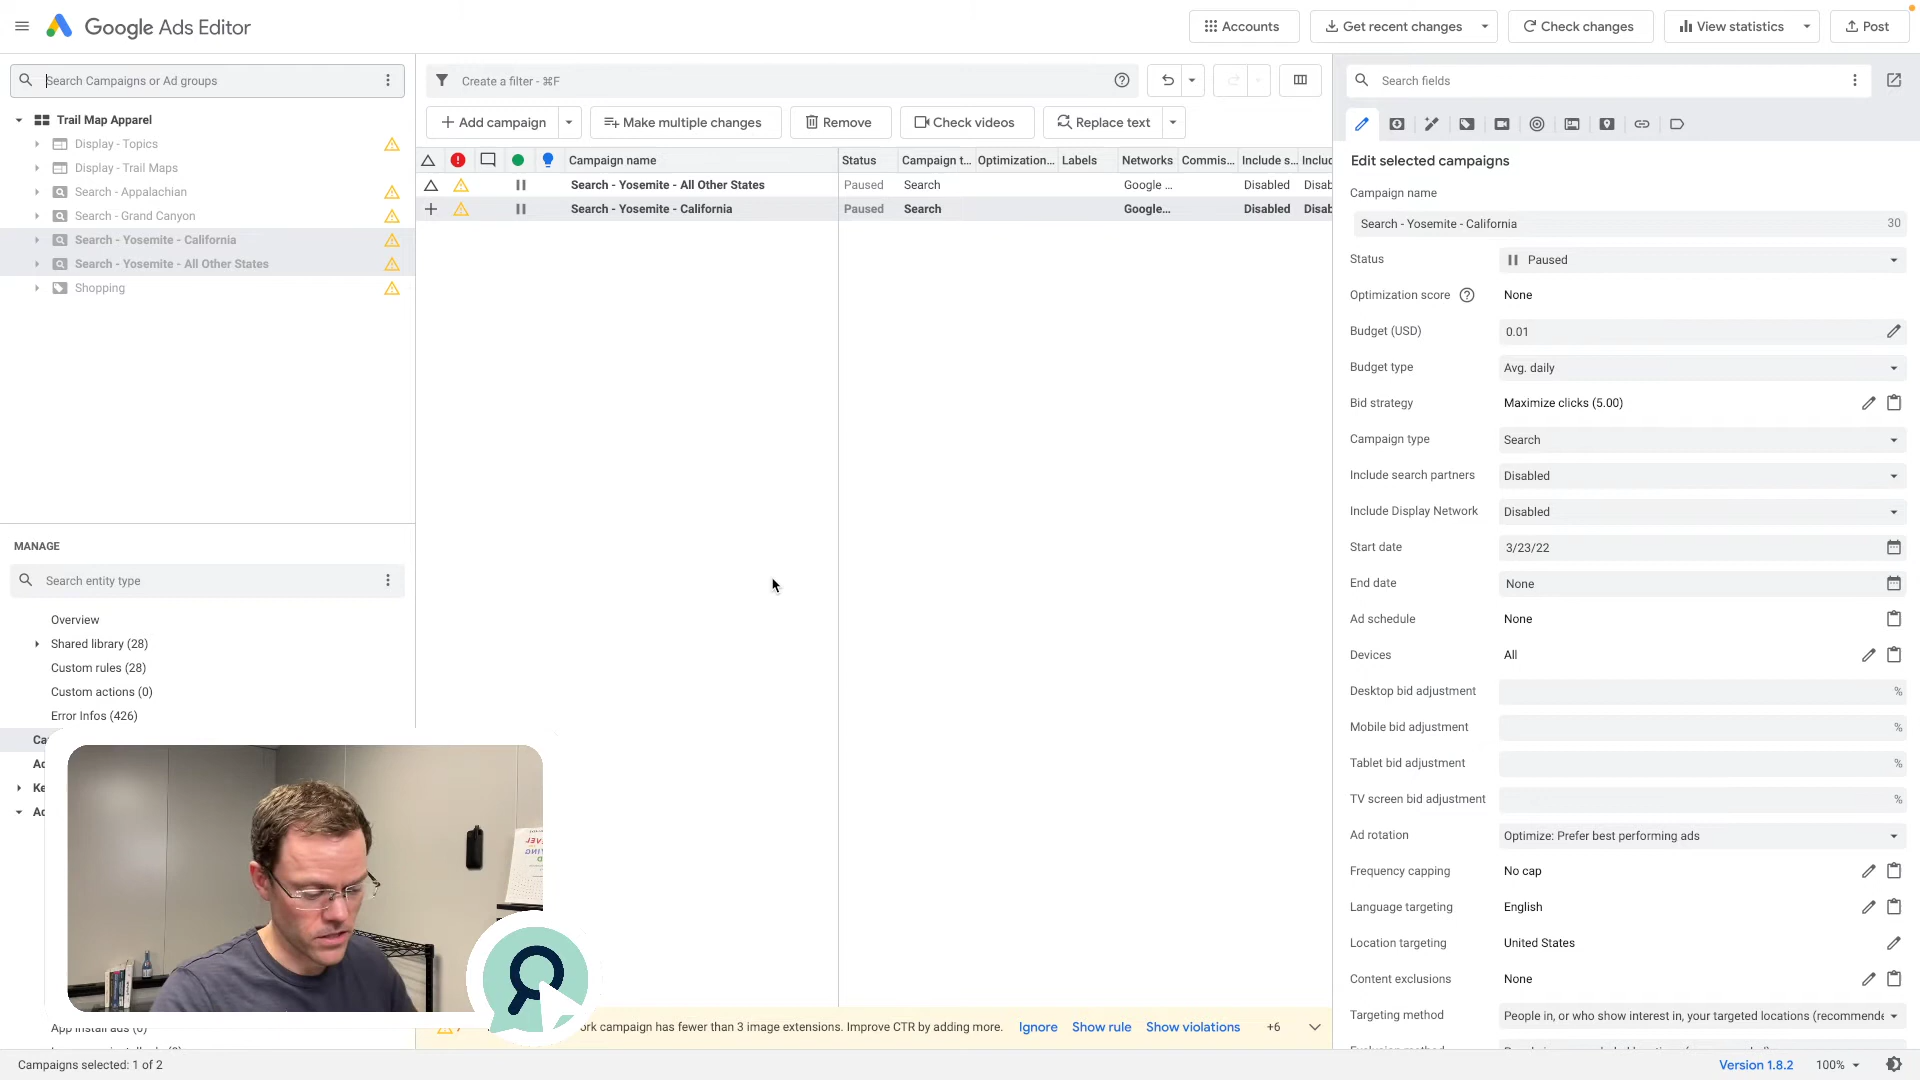 Google Ads Editor
Accounts
Get recent changes
Check changes
View statistics
Post
Search Campaigns or Ad groups
Trail Map Apparel
Display - Topics
Display - Trail Maps
Search - Appalachian
Search - Grand Canyon
Search - Yosemite - California
Search - Yosemite - All Other States
Shopping
MANAGE
Search entity type
Overview
Shared library (28)
Custom rules (28)
Custom actions (0)
Error Infos (426)
Ca
Ad
Ke
Ad
App install ads (0)
Create a filter - ⌘F
Add campaign
Make multiple changes
Remove
Check videos
Replace text
Campaign name Status Campaign t... Optimization... Labels Networks Commis... Include s... Includ
Search - Yosemite - All Other States Paused Search Google ... Disabled Disab
Search - Yosemite - California Paused Search Google... Disabled Disab
rk campaign has fewer than 3 image extensions. Improve CTR by adding more. Ignore Show rule Show violations +6
Search fields
Edit selected campaigns
Campaign name
Search - Yosemite - California 30
Status Paused
Optimization score None
Budget (USD) 0.01
Budget type Avg. daily
Bid strategy Maximize clicks (5.00)
Campaign type Search
Include search partners Disabled
Include Display Network Disabled
Start date 3/23/22
End date None
Ad schedule None
Devices All
Desktop bid adjustment %
Mobile bid adjustment %
Tablet bid adjustment %
TV screen bid adjustment %
Ad rotation Optimize: Prefer best performing ads
Frequency capping No cap
Language targeting English
Location targeting United States
Content exclusions None
Targeting method People in, or who show interest in, your targeted locations (recommende
Campaigns selected: 1 of 2
Version 1.8.2
100%